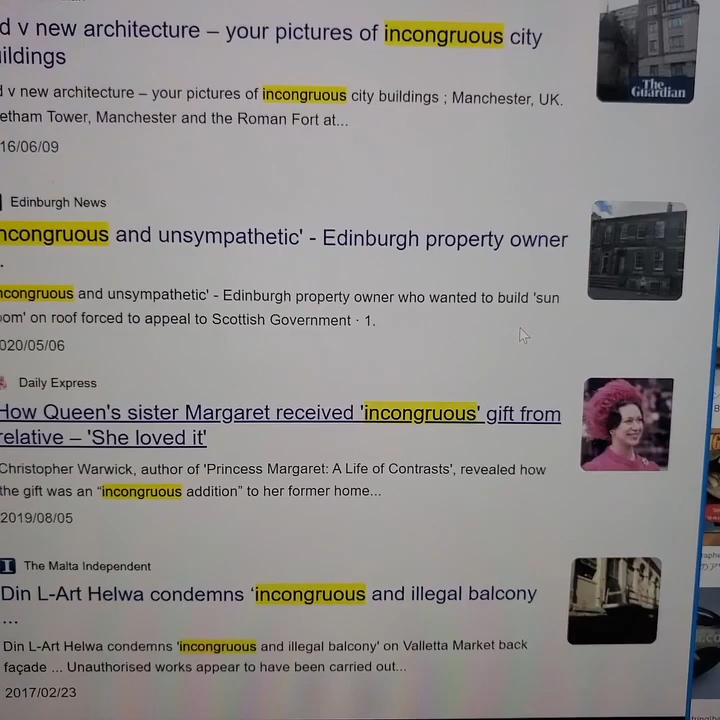 d v new architecture – your pictures of incongruous city
ildings
d v new architecture – your pictures of incongruous city buildings ; Manchester, UK.
etham Tower, Manchester and the Roman Fort at...
16/06/09
The Guardian
Edinburgh News
ncongruous and unsympathetic' - Edinburgh property owner
.
ncongruous and unsympathetic' - Edinburgh property owner who wanted to build 'sun
oom' on roof forced to appeal to Scottish Government · 1.
020/05/06
Daily Express
How Queen's sister Margaret received 'incongruous' gift from
relative – 'She loved it'
Christopher Warwick, author of 'Princess Margaret: A Life of Contrasts', revealed how
the gift was an “incongruous addition” to her former home...
2019/08/05
The Malta Independent
Din L-Art Helwa condemns ‘incongruous and illegal balcony
...
Din L-Art Helwa condemns 'incongruous and illegal balcony' on Valletta Market back
façade ... Unauthorised works appear to have been carried out...
2017/02/23